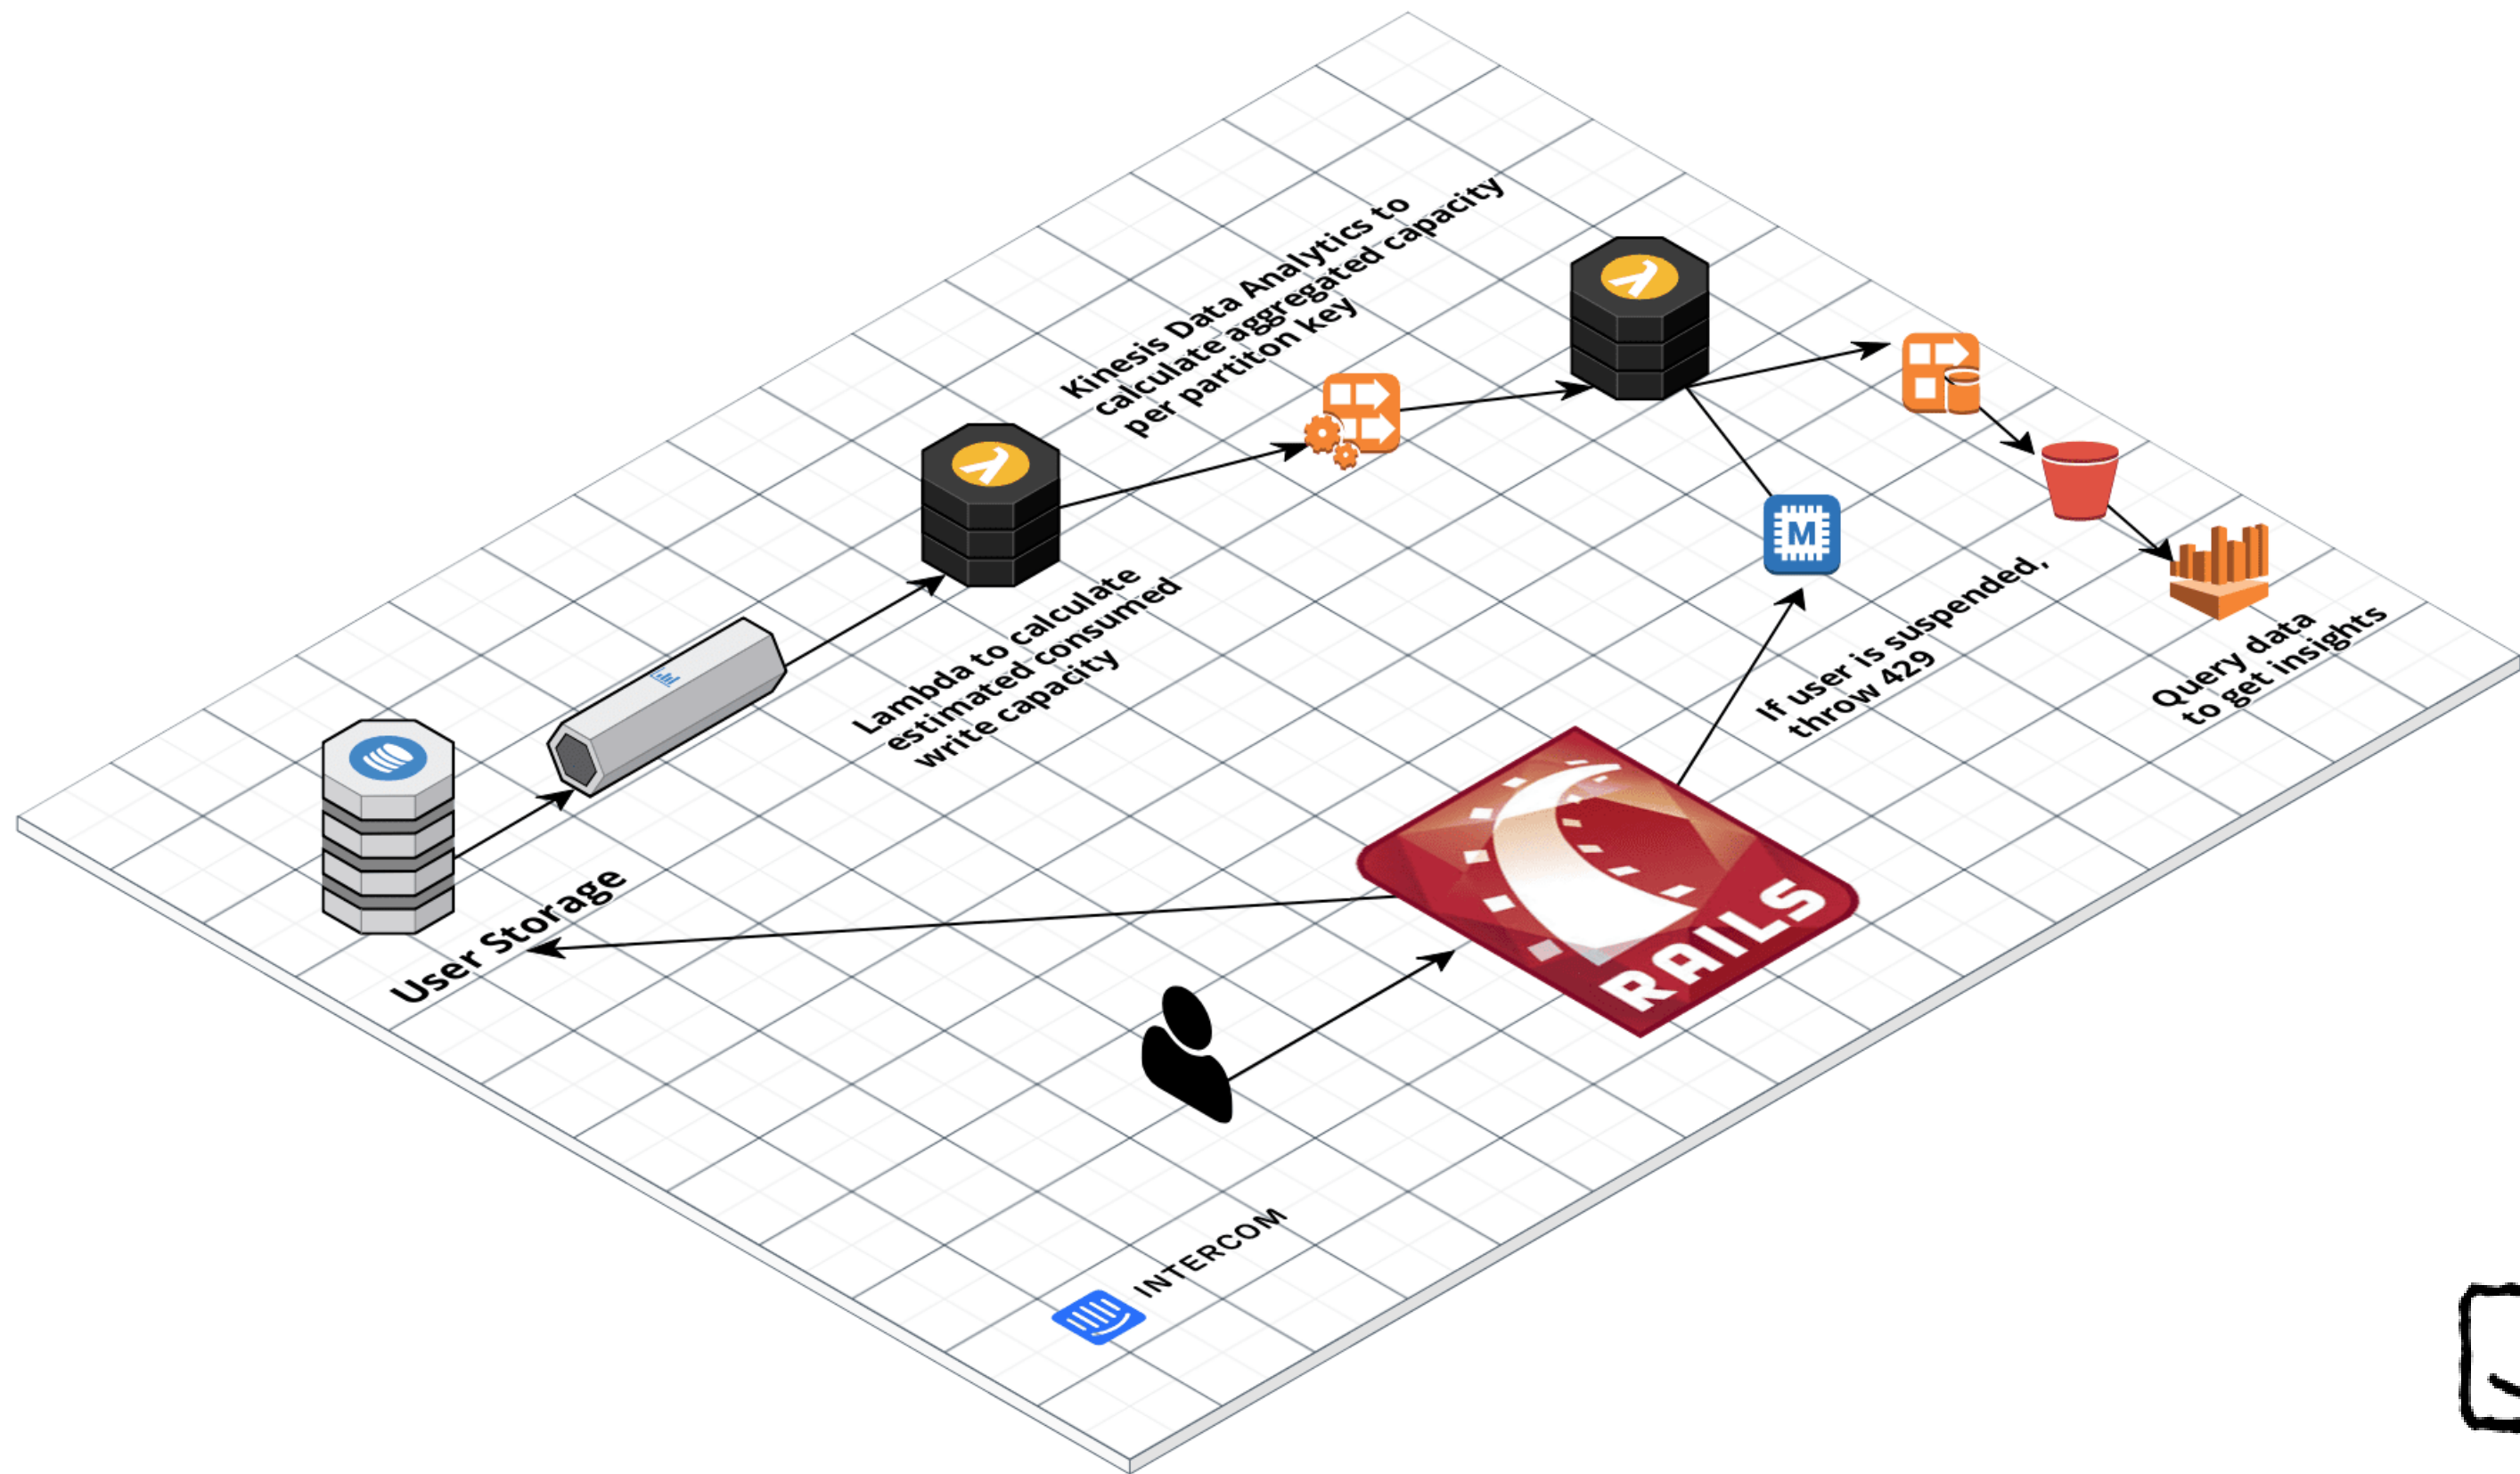 Kinesis Data Analytics to
calculate aggregated capacity
per partiton key
Lambda to calculate
estimated consumed
write capacity
M
If user is suspended,
throw 429
Query data
to get insights
User Storage
RAILS
INTERCOM